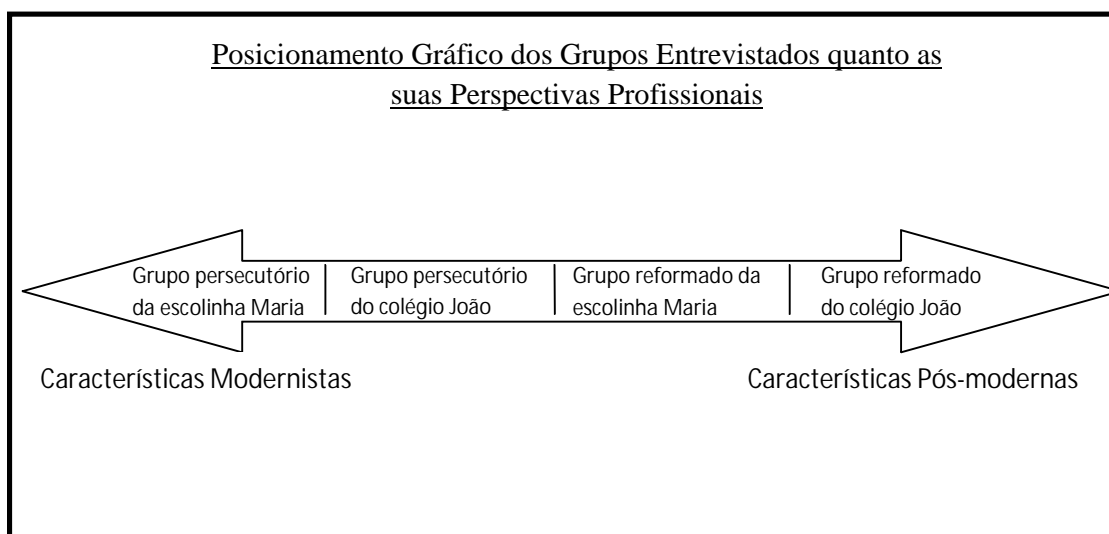 Posicionamento Gráfico dos Grupos Entrevistados quanto as
suas Perspectivas Profissionais
Grupo persecutório
da escolinha Maria
Grupo persecutório
do colégio João
Grupo reformado da
escolinha Maria
Grupo reformado
do colégio João
Características Modernistas
Características Pós-modernas